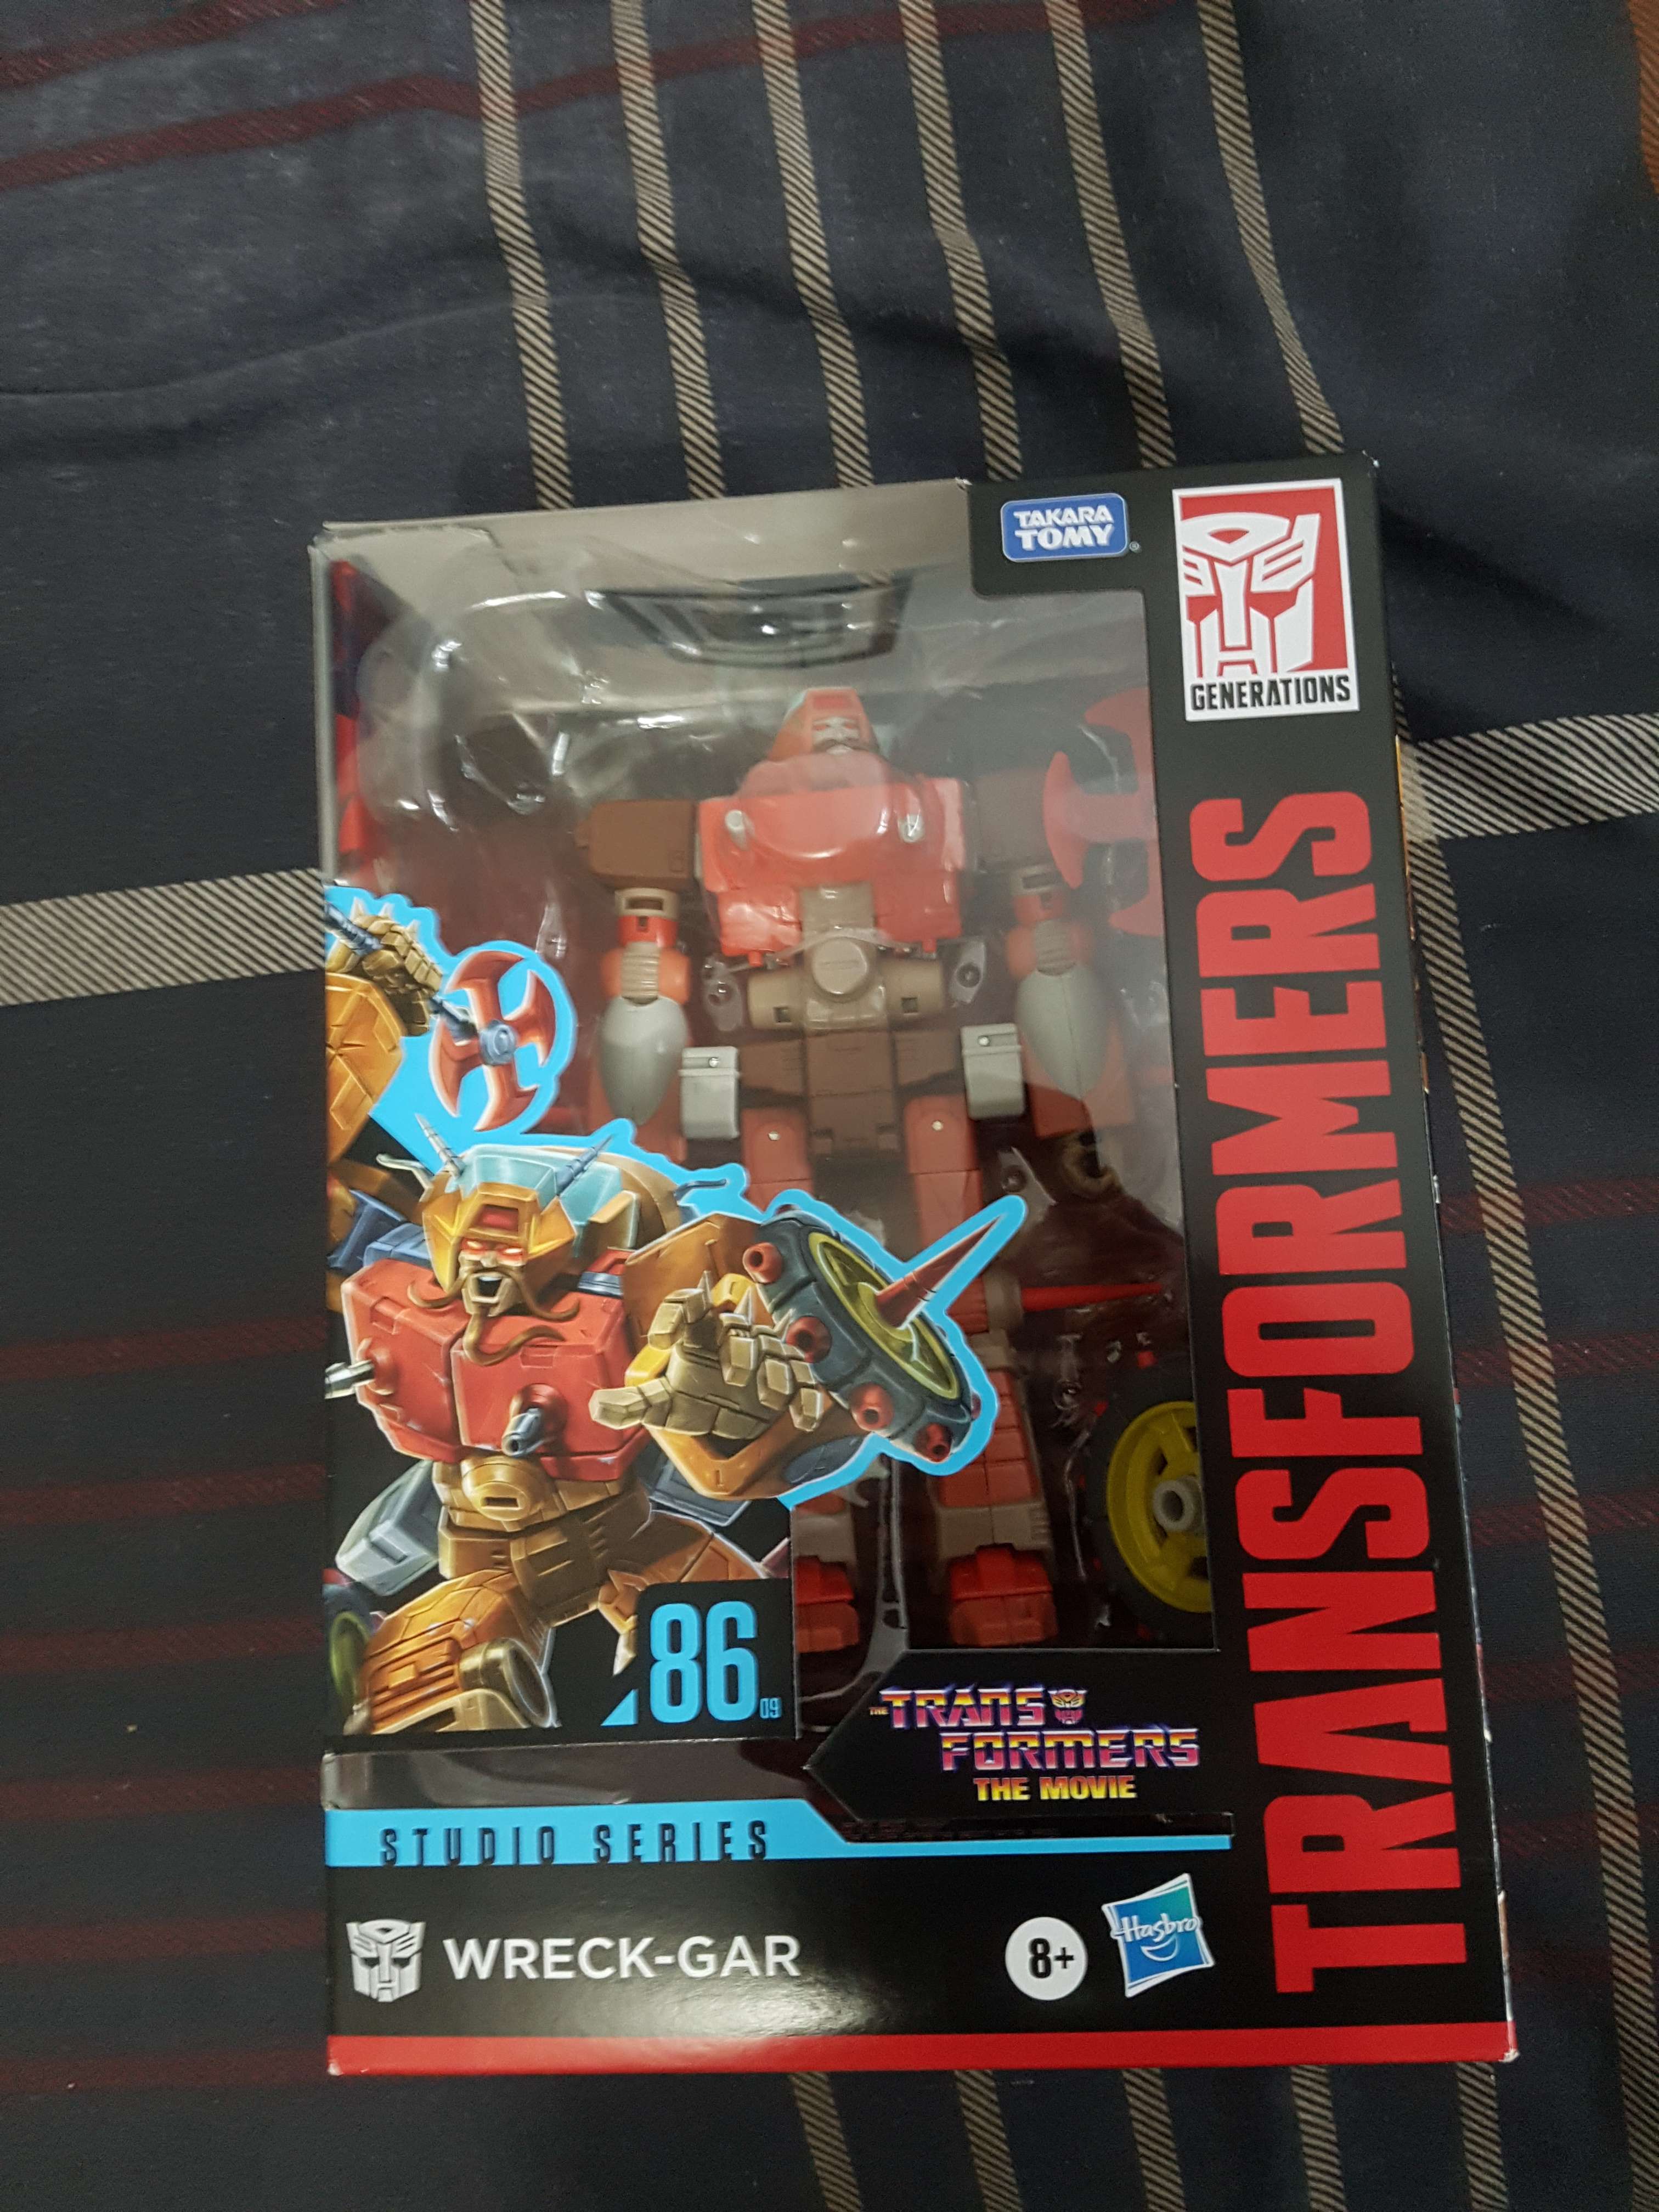 TAKARA
TOMY
GENERATIONS
TRANSFORMERS
86
09
THE TRANS
FORMERS
THE MOVIE
STUDIO SERIES
WRECK-GAR
8+
Hasbro